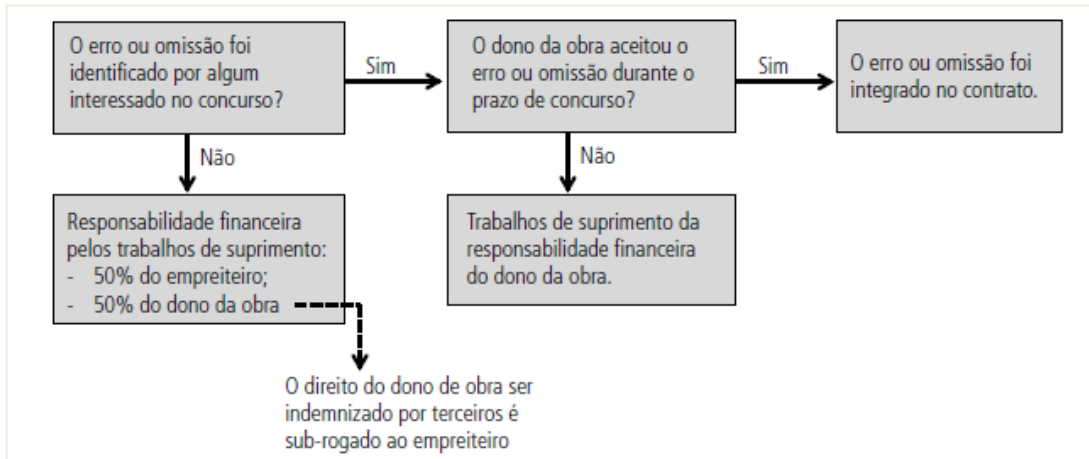 O erro ou omissão foi
identificado por algum
interessado no concurso?
Sim
O dono da obra aceitou o
erro ou omissão durante o
prazo de concurso?
Sim
O erro ou omissão foi
integrado no contrato.
Não
Não
Responsabilidade financeira
pelos trabalhos de suprimento:
- 50% do empreiteiro;
- 50% do dono da obra
Trabalhos de suprimento da
responsabilidade financeira
do dono da obra.
O direito do dono de obra ser
indemnizado por terceiros é
sub-rogado ao empreiteiro